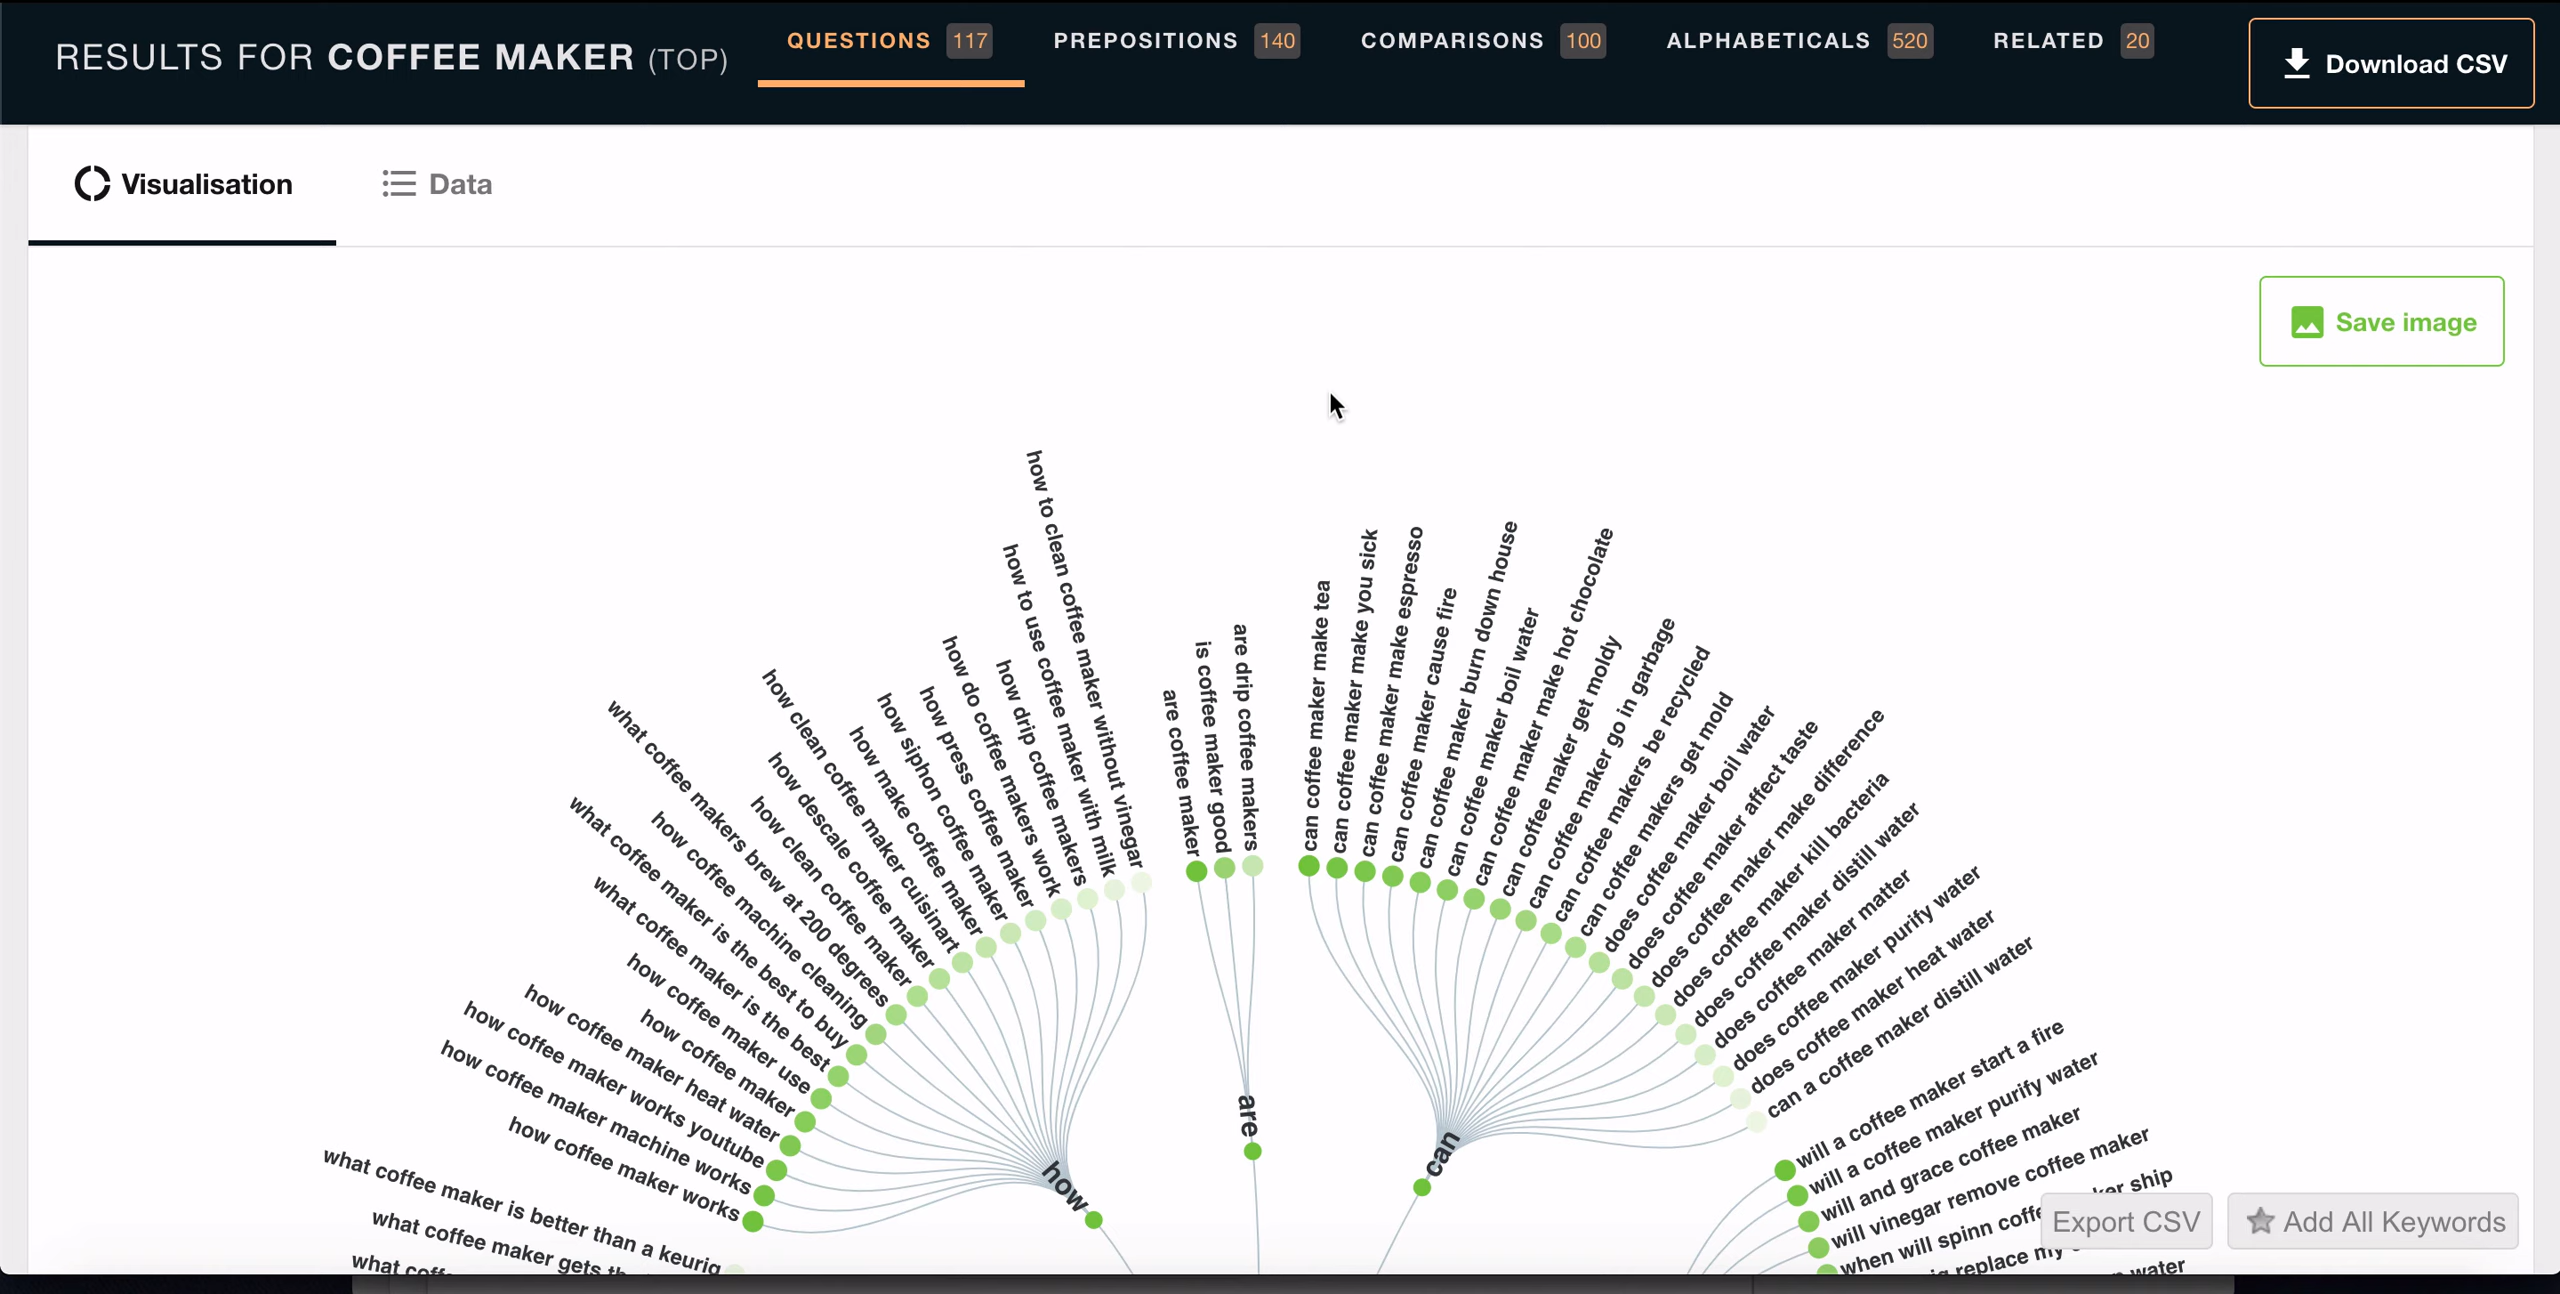 RESULTS FOR COFFEE MAKER (TOP)
QUESTIONS 117
PREPOSITIONS 140
COMPARISONS 100
ALPHABETICALS 520
RELATED 20
Download CSV
Visualisation
Data
Save image
what coffee maker is better than a keurig
what coffee maker gets
how coffee maker works
how coffee maker machine works
how coffee maker works youtube
how coffee maker heat water
how coffee maker
how coffee maker use
what coffee maker is the best
what coffee maker is the best to buy
how coffee machine cleaning
what coffee makers brew at 200 degrees
how clean coffee maker
how descale coffee maker
how clean coffee maker cuisinart
how make coffee maker
how siphon coffee maker
how press coffee maker
how do coffee makers work
how drip coffee makers
how to use coffee maker with milk
how to clean coffee maker without vinegar
how
are coffee maker
is coffee maker good
are drip coffee makers
are
can coffee maker make tea
can coffee maker make you sick
can coffee maker make espresso
can coffee maker cause fire
can coffee maker burn down house
can coffee maker boil water
can coffee maker make hot chocolate
can coffee maker get moldy
can coffee maker go in garbage
can coffee makers be recycled
can coffee makers get mold
does coffee maker boil water
does coffee maker affect taste
does coffee maker make difference
does coffee maker kill bacteria
does coffee maker distill water
does coffee maker matter
does coffee maker purify water
does coffee maker heat water
can a coffee maker distill water
can
will a coffee maker start a fire
will a coffee maker purify water
will and grace coffee maker
will vinegar remove coffee maker
when will spinn coffee ship
replace my
water
Export CSV
Add All Keywords